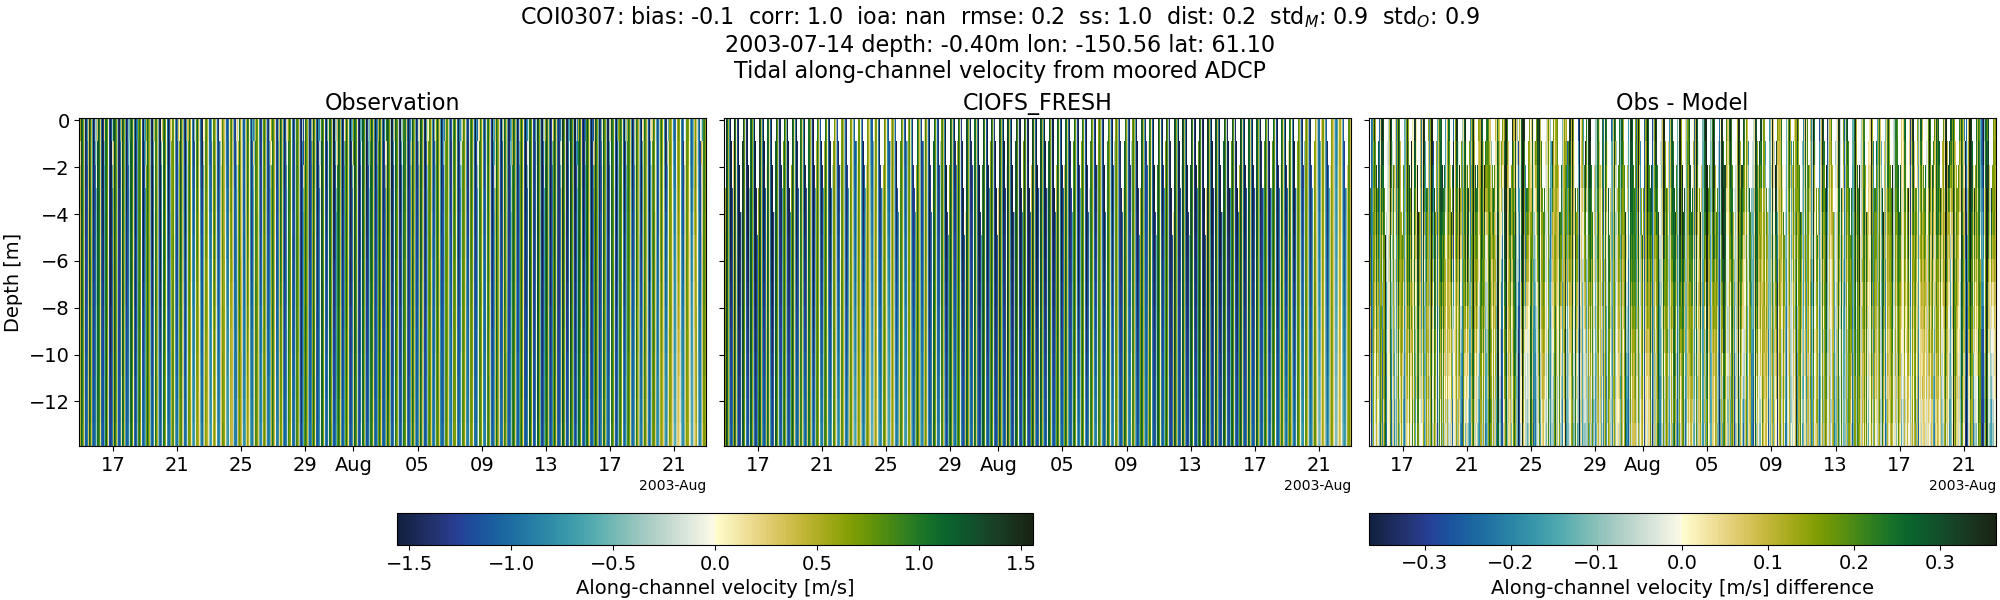 COI0307: bias: -0.1 corr: 1.0 ioa: nan rmse: 0.2 ss: 1.0 dist: 0.2 std_M: 0.9 std_O: 0.9
2003-07-14 depth: -0.40m lon: -150.56 lat: 61.10
Tidal along-channel velocity from moored ADCP
Observation CIOFS_FRESH Obs - Model
0
−2
−4
−6
−8
−10
−12
Depth [m]
17 21 25 29 Aug 05 09 13 17 21
2003-Aug
17 21 25 29 Aug 05 09 13 17 21
2003-Aug
17 21 25 29 Aug 05 09 13 17 21
2003-Aug
−1.5 −1.0 −0.5 0.0 0.5 1.0 1.5
Along-channel velocity [m/s]
−0.3 −0.2 −0.1 0.0 0.1 0.2 0.3
Along-channel velocity [m/s] difference